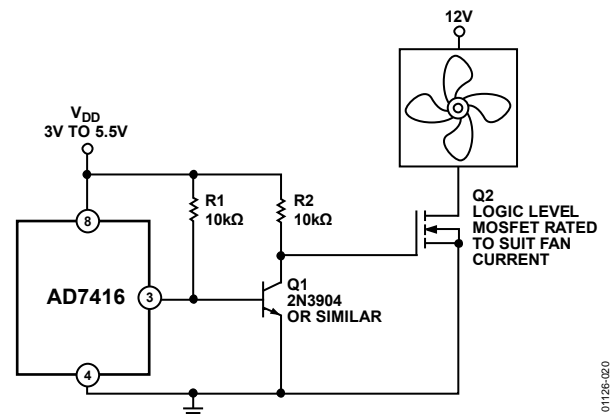 12V
V_DD
3V TO 5.5V
R1
10kΩ
R2
10kΩ
8
Q2
LOGIC LEVEL
MOSFET RATED
TO SUIT FAN
CURRENT
AD7416
3
Q1
2N3904
OR SIMILAR
4
01126-020